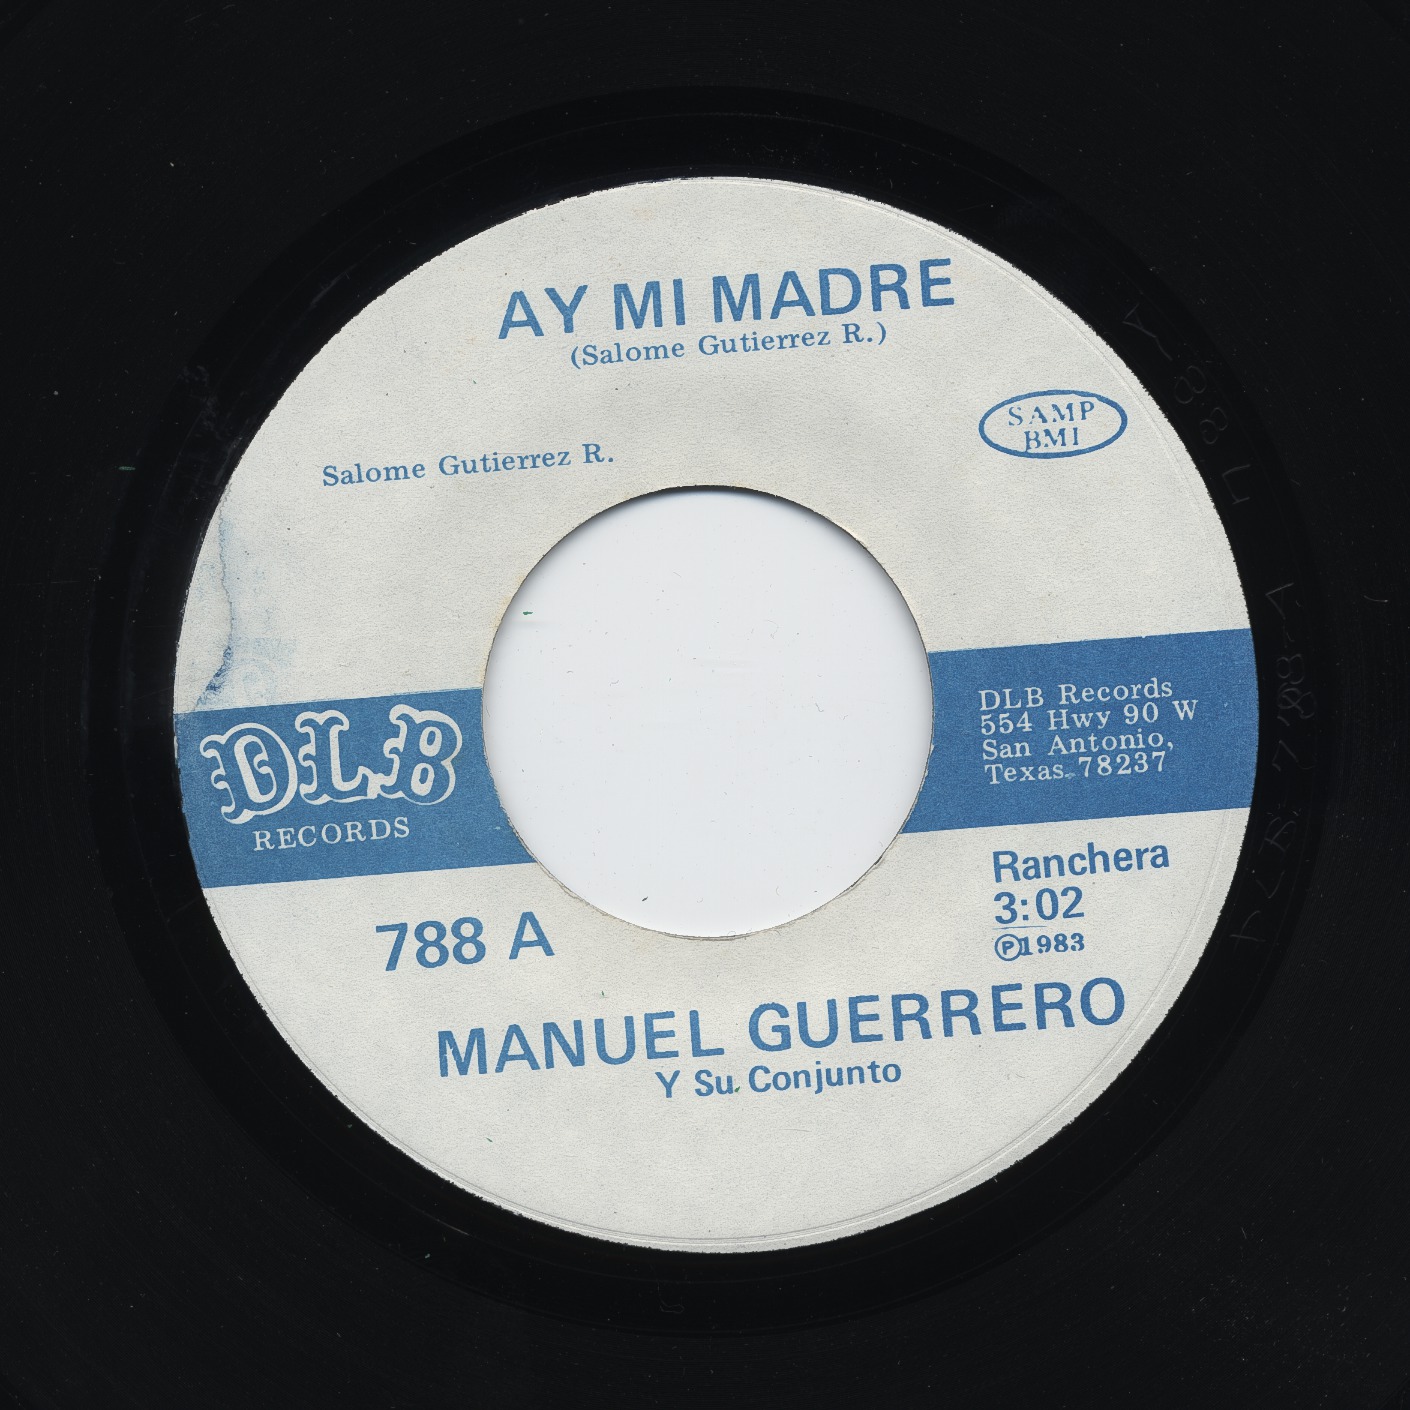 AY MI MADRE
(Salome Gutierrez R.)
SAMP
BMI
Salome Gutierrez R.
DLB
RECORDS
DLB Records
554 Hwy 90 W
San Antonio,
Texas 78237
788 A
Ranchera
3:02
℗1983
MANUEL GUERRERO
Y Su Conjunto